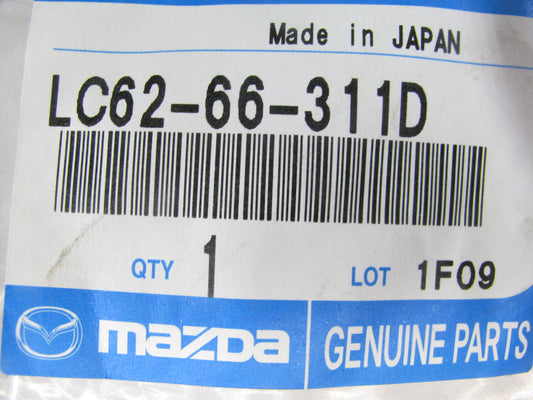 Made in JAPAN
LC62-66-311D
QTY 1 LOT 1F09
mazda GENUINE PARTS